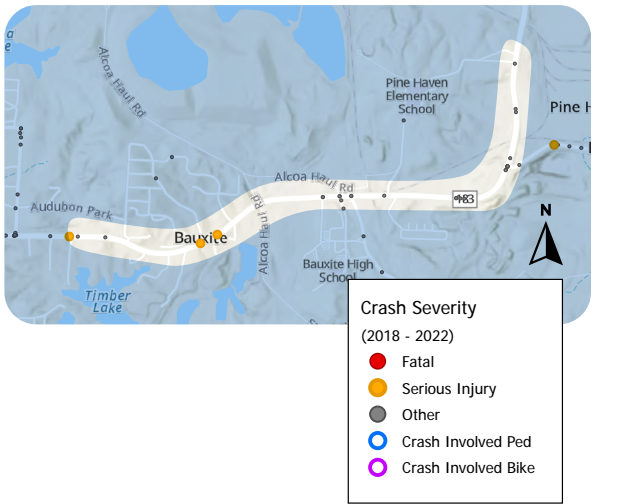 a
e
Alcoa Haul Rd
Pine Haven
Elementary
School
Pine H
Alcoa Haul Rd
183
Audubon Park
Alcoa Haul Rd
Bauxite
N
Bauxite High
School
Timber
Lake
Crash Severity
(2018 - 2022)
Fatal
Serious Injury
Other
Crash Involved Ped
Crash Involved Bike